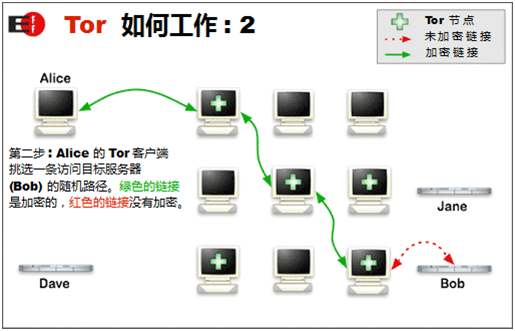 EFF Tor 如何工作：2
Tor 节点
未加密链接
加密链接
Alice
第二步：Alice 的 Tor 客户端
挑选一条访问目标服务器
(Bob) 的随机路径。绿色的链接
是加密的，红色的链接没有加密。
Jane
Dave
Bob